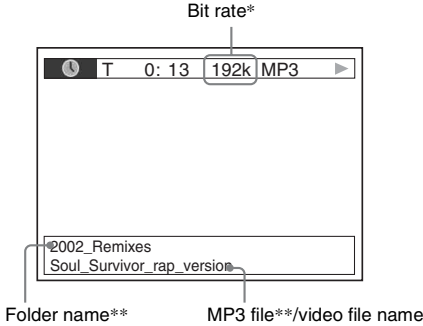 Bit rate*
T 0: 13 192k MP3
2002_Remixes
Soul_Survivor_rap_version
Folder name** MP3 file**/video file name